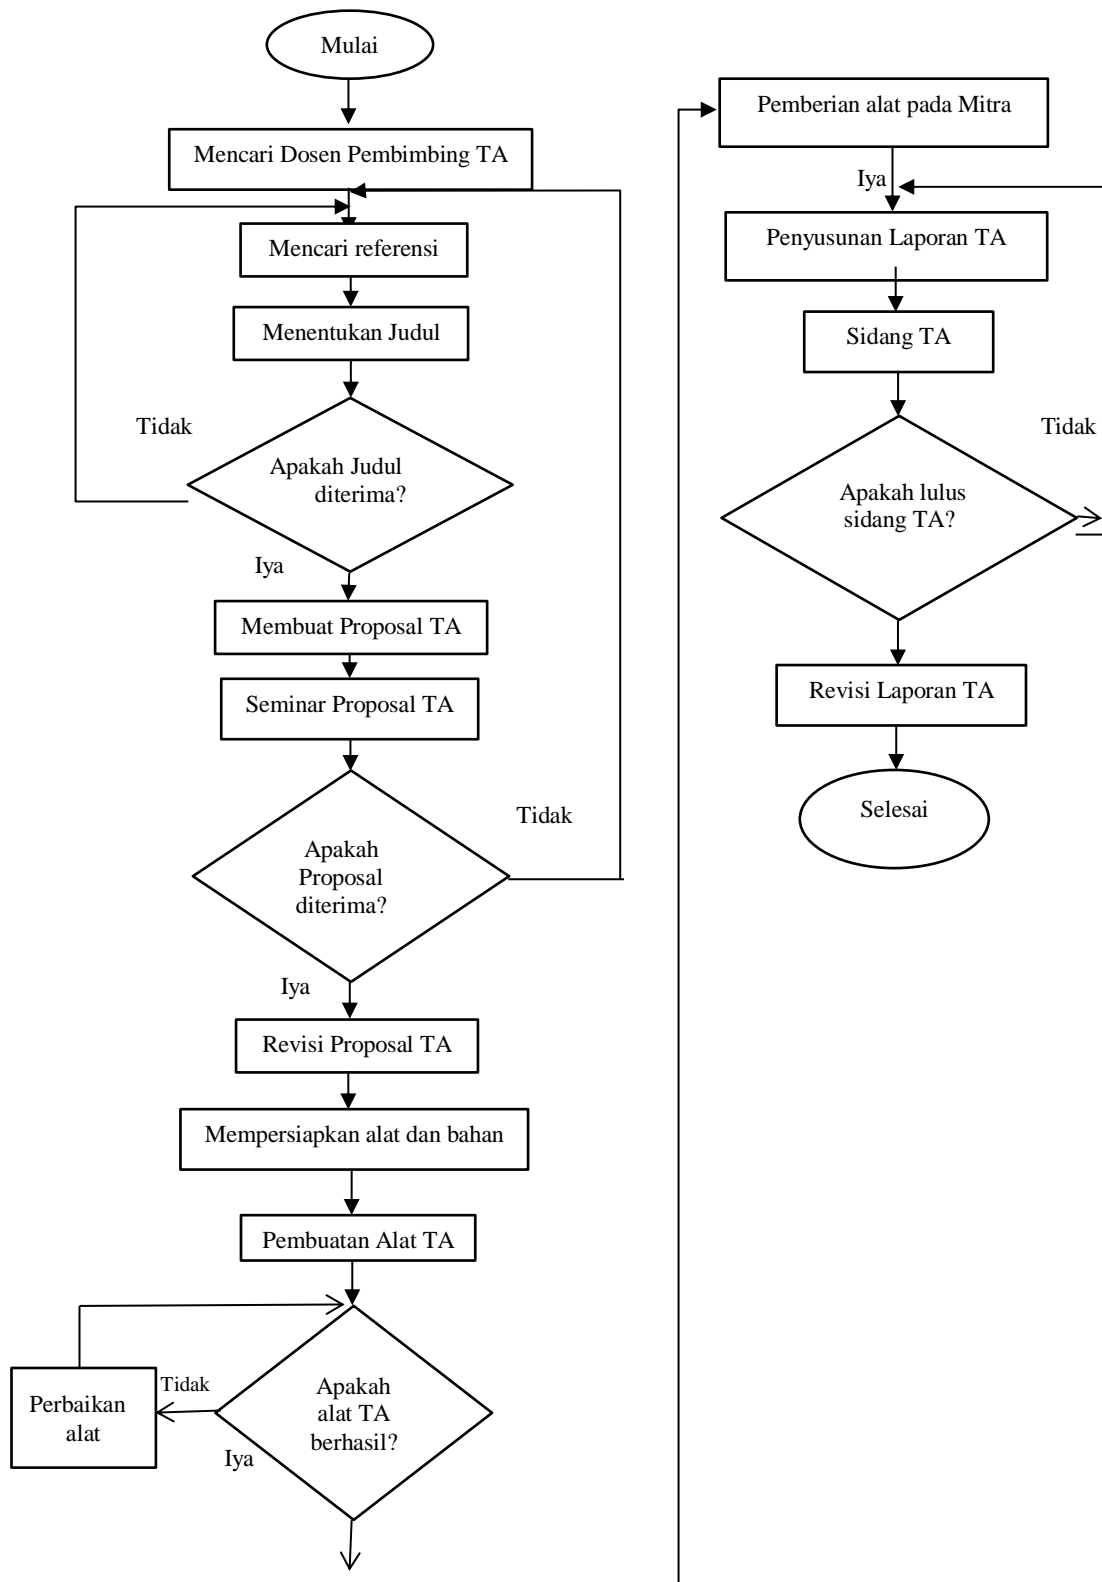 Mulai
Mencari Dosen Pembimbing TA
Mencari referensi
Menentukan Judul
Tidak
Apakah Judul
diterima?
Iya
Membuat Proposal TA
Seminar Proposal TA
Tidak
Apakah
Proposal
diterima?
Iya
Revisi Proposal TA
Mempersiapkan alat dan bahan
Pembuatan Alat TA
Tidak
Perbaikan
alat
Apakah
alat TA
berhasil?
Iya
Pemberian alat pada Mitra
Iya
Penyusunan Laporan TA
Sidang TA
Tidak
Apakah lulus
sidang TA?
Revisi Laporan TA
Selesai